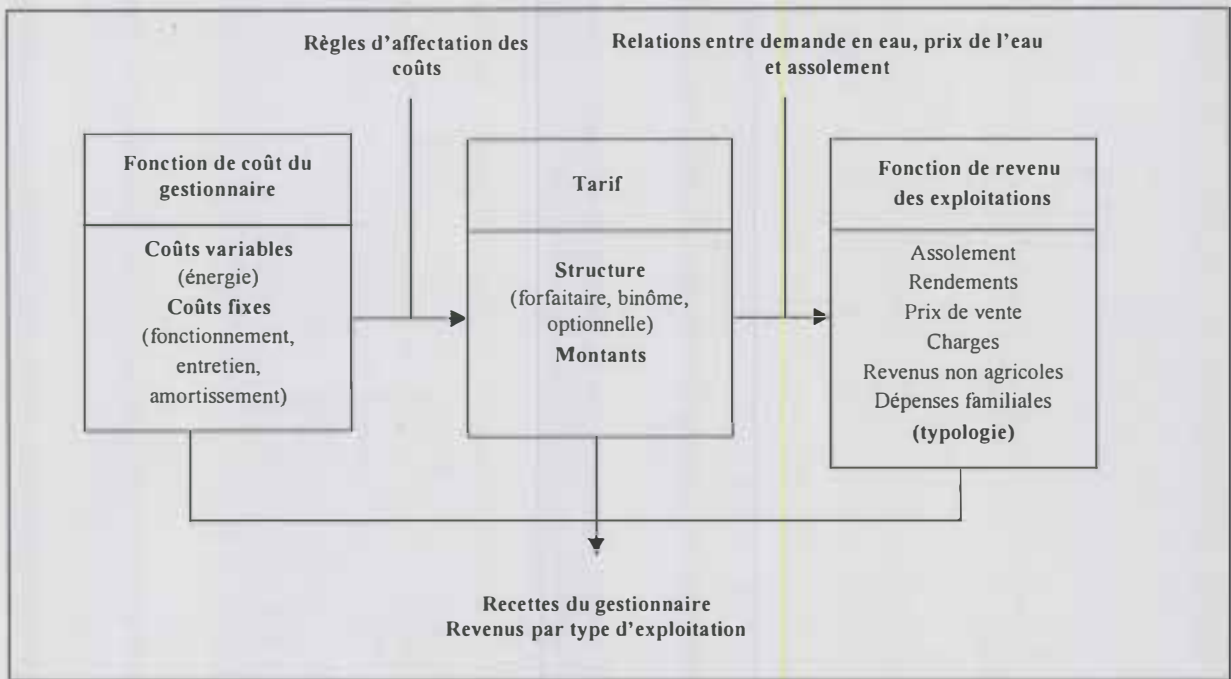 Règles d'affectation des
coûts
Relations entre demande en eau, prix de l'eau
et assolement
Fonction de coût du
gestionnaire
Coûts variables
(énergie)
Coûts fixes
(fonctionnement,
entretien,
amortissement)
Tarif
Structure
(forfaitaire, binôme,
optionnelle)
Montants
Fonction de revenu
des exploitations
Assolement
Rendements
Prix de vente
Charges
Revenus non agricoles
Dépenses familiales
(typologie)
Recettes du gestionnaire
Revenus par type d'exploitation